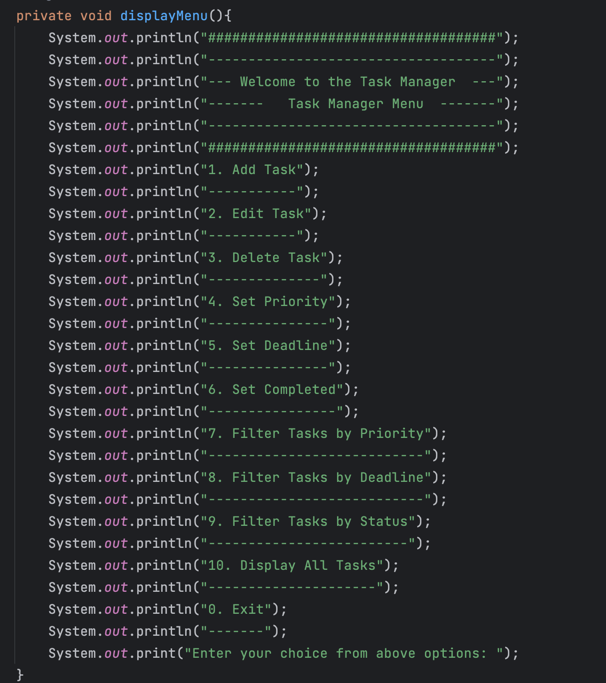 private void displayMenu(){
    System.out.println("####################################");
    System.out.println("------------------------------------");
    System.out.println("--- Welcome to the Task Manager  ---");
    System.out.println("-------   Task Manager Menu  -------");
    System.out.println("------------------------------------");
    System.out.println("####################################");
    System.out.println("1. Add Task");
    System.out.println("-----------");
    System.out.println("2. Edit Task");
    System.out.println("-----------");
    System.out.println("3. Delete Task");
    System.out.println("--------------");
    System.out.println("4. Set Priority");
    System.out.println("---------------");
    System.out.println("5. Set Deadline");
    System.out.println("---------------");
    System.out.println("6. Set Completed");
    System.out.println("----------------");
    System.out.println("7. Filter Tasks by Priority");
    System.out.println("---------------------------");
    System.out.println("8. Filter Tasks by Deadline");
    System.out.println("---------------------------");
    System.out.println("9. Filter Tasks by Status");
    System.out.println("-------------------------");
    System.out.println("10. Display All Tasks");
    System.out.println("---------------------");
    System.out.println("0. Exit");
    System.out.println("-------");
    System.out.print("Enter your choice from above options: ");
}